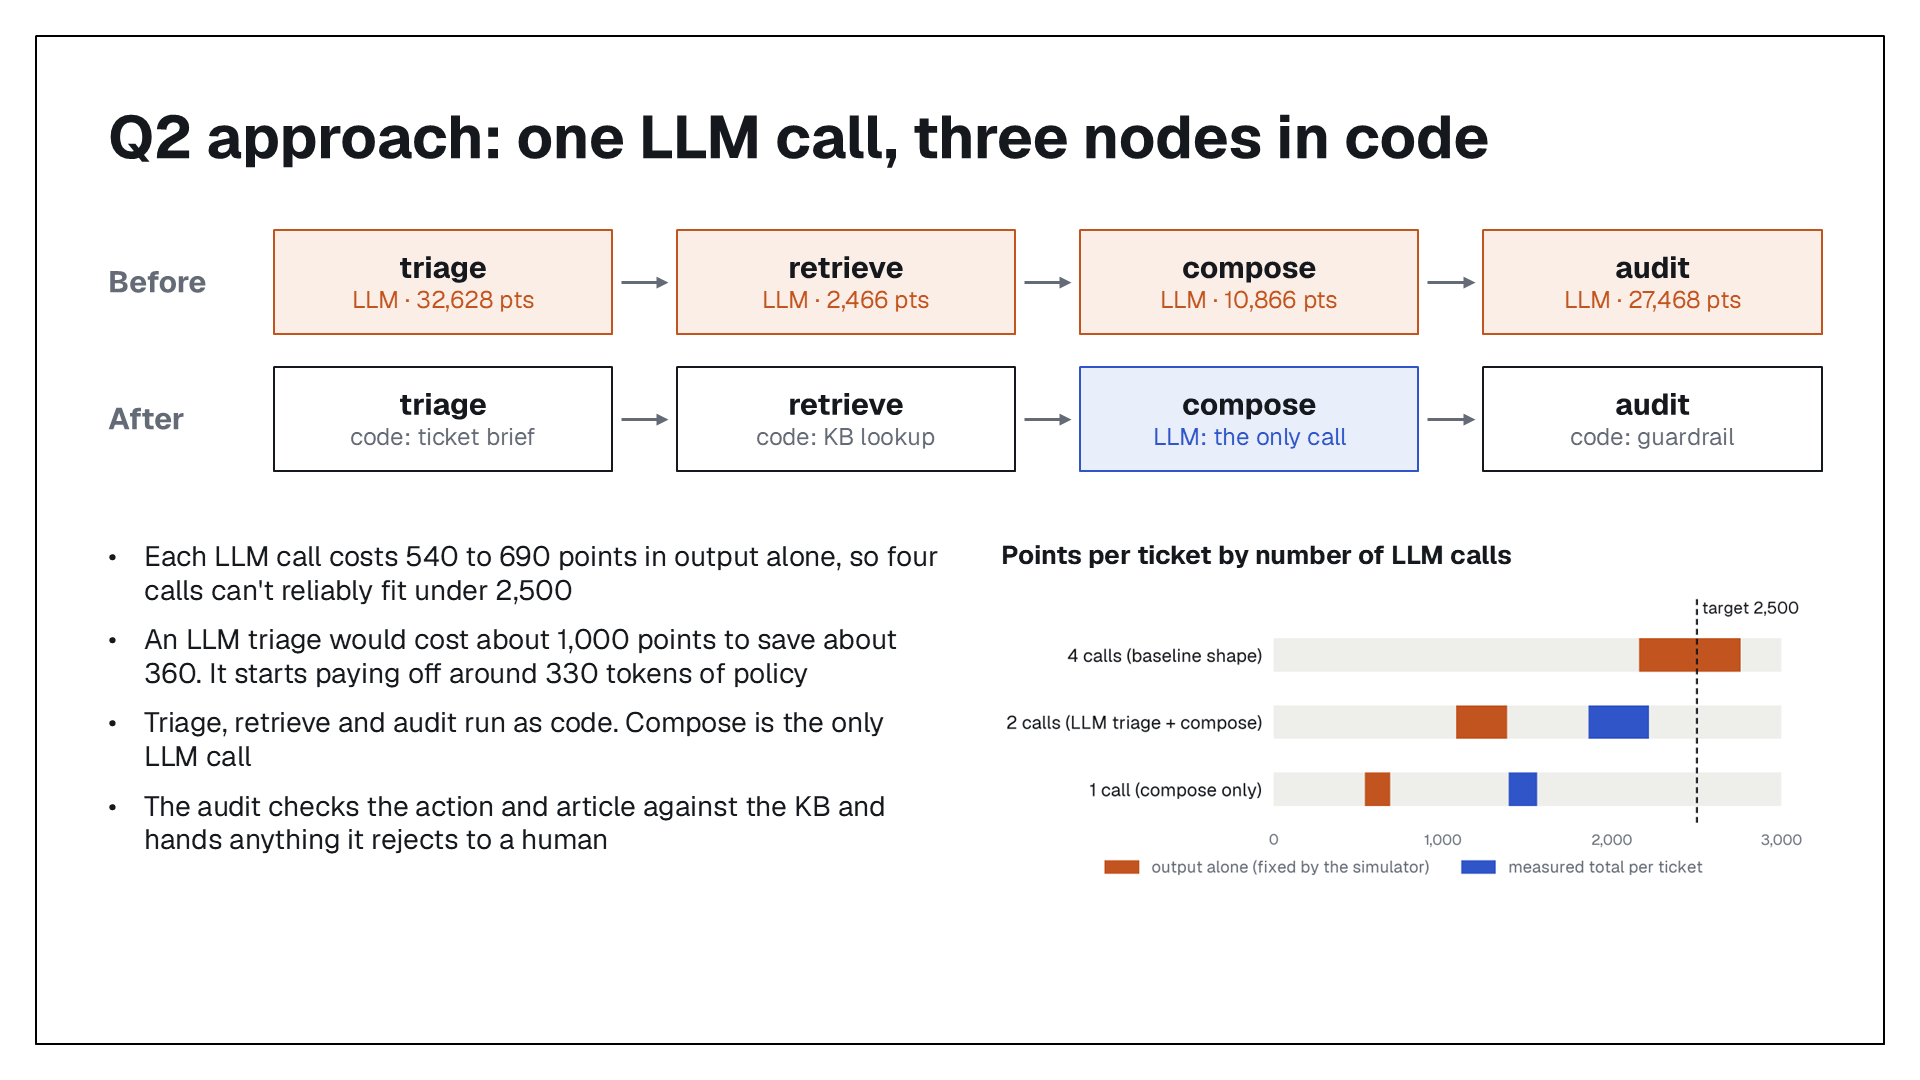 Q2 approach: one LLM call, three nodes in code
Before
triage
LLM · 32,628 pts
retrieve
LLM · 2,466 pts
compose
LLM · 10,866 pts
audit
LLM · 27,468 pts
After
triage
code: ticket brief
retrieve
code: KB lookup
compose
LLM: the only call
audit
code: guardrail
• Each LLM call costs 540 to 690 points in output alone, so four
calls can't reliably fit under 2,500
• An LLM triage would cost about 1,000 points to save about
360. It starts paying off around 330 tokens of policy
• Triage, retrieve and audit run as code. Compose is the only
LLM call
• The audit checks the action and article against the KB and
hands anything it rejects to a human
Points per ticket by number of LLM calls
target 2,500
4 calls (baseline shape)
2 calls (LLM triage + compose)
1 call (compose only)
0 1,000 2,000 3,000
output alone (fixed by the simulator) measured total per ticket